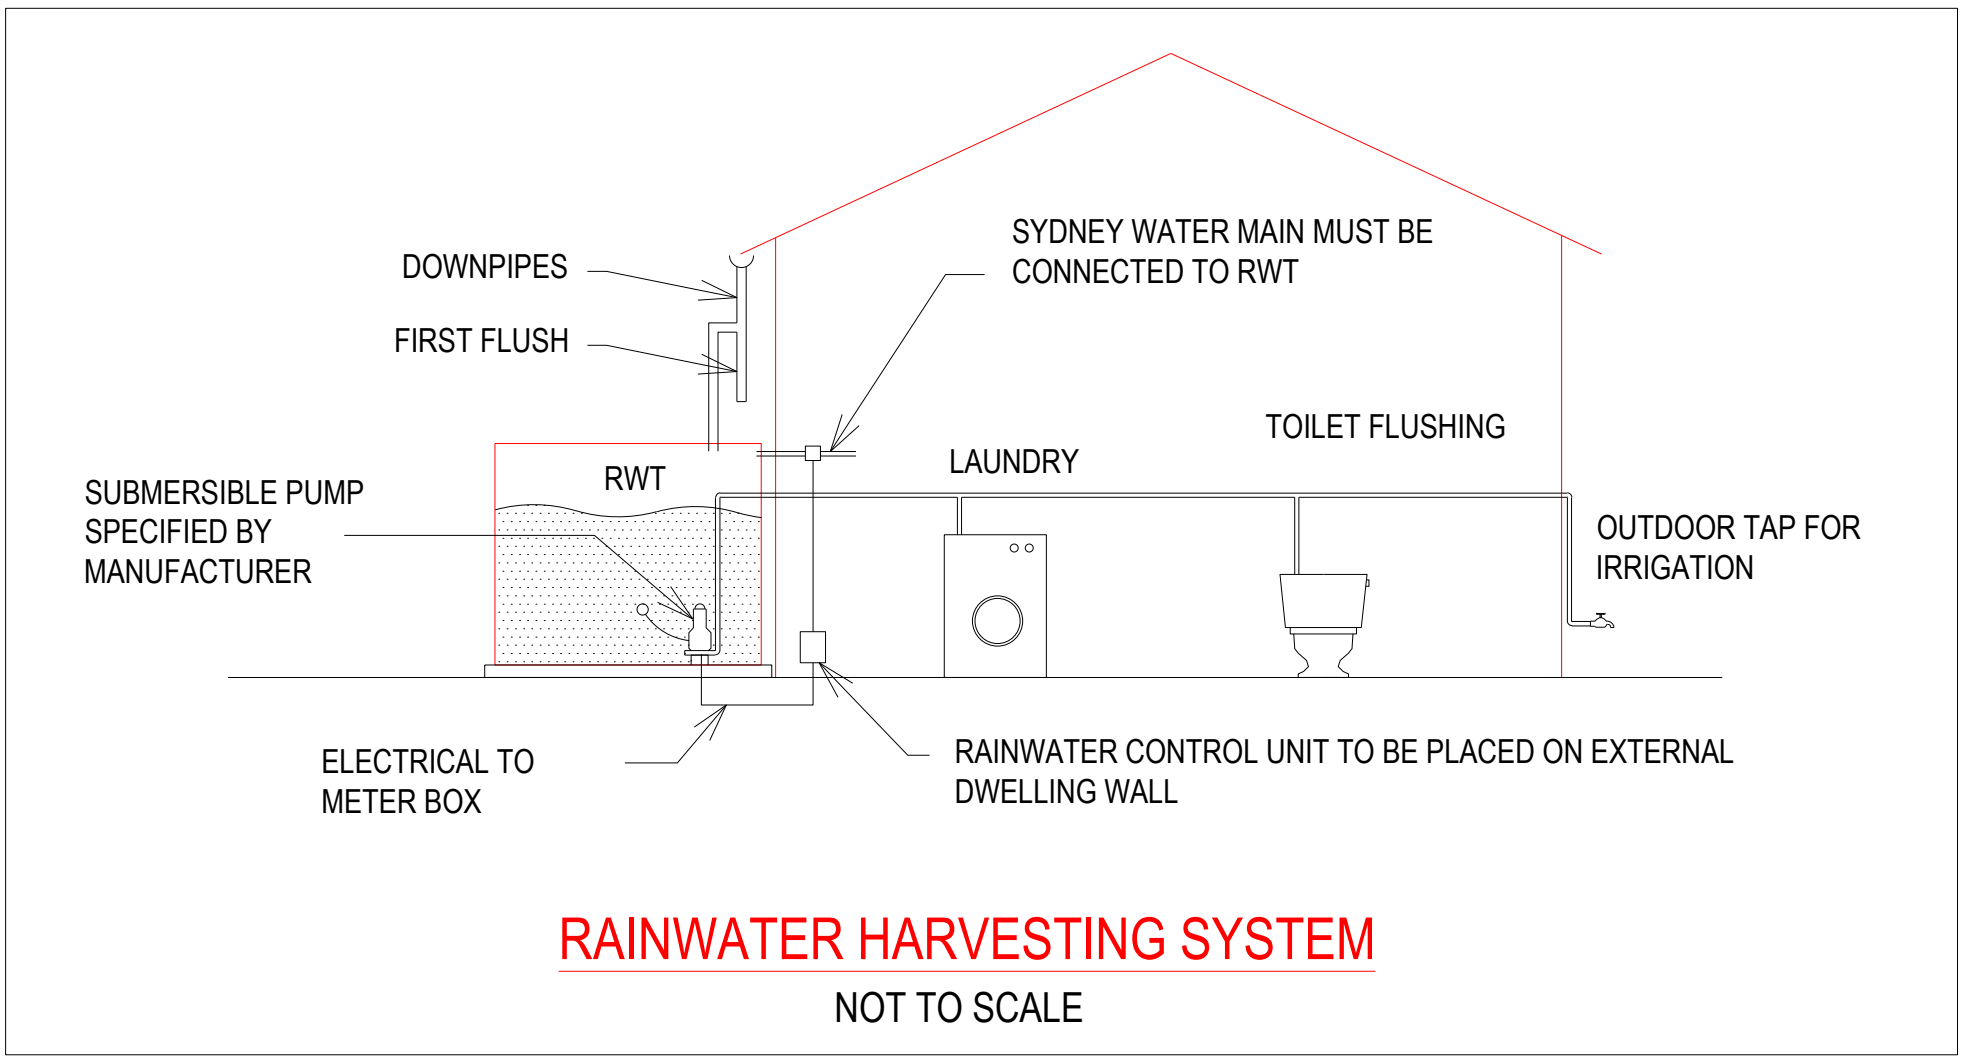 SYDNEY WATER MAIN MUST BE
CONNECTED TO RWT
DOWNPIPES
FIRST FLUSH
TOILET FLUSHING
LAUNDRY
RWT
SUBMERSIBLE PUMP
SPECIFIED BY
MANUFACTURER
OUTDOOR TAP FOR
IRRIGATION
ELECTRICAL TO
METER BOX
RAINWATER CONTROL UNIT TO BE PLACED ON EXTERNAL
DWELLING WALL
RAINWATER HARVESTING SYSTEM
NOT TO SCALE